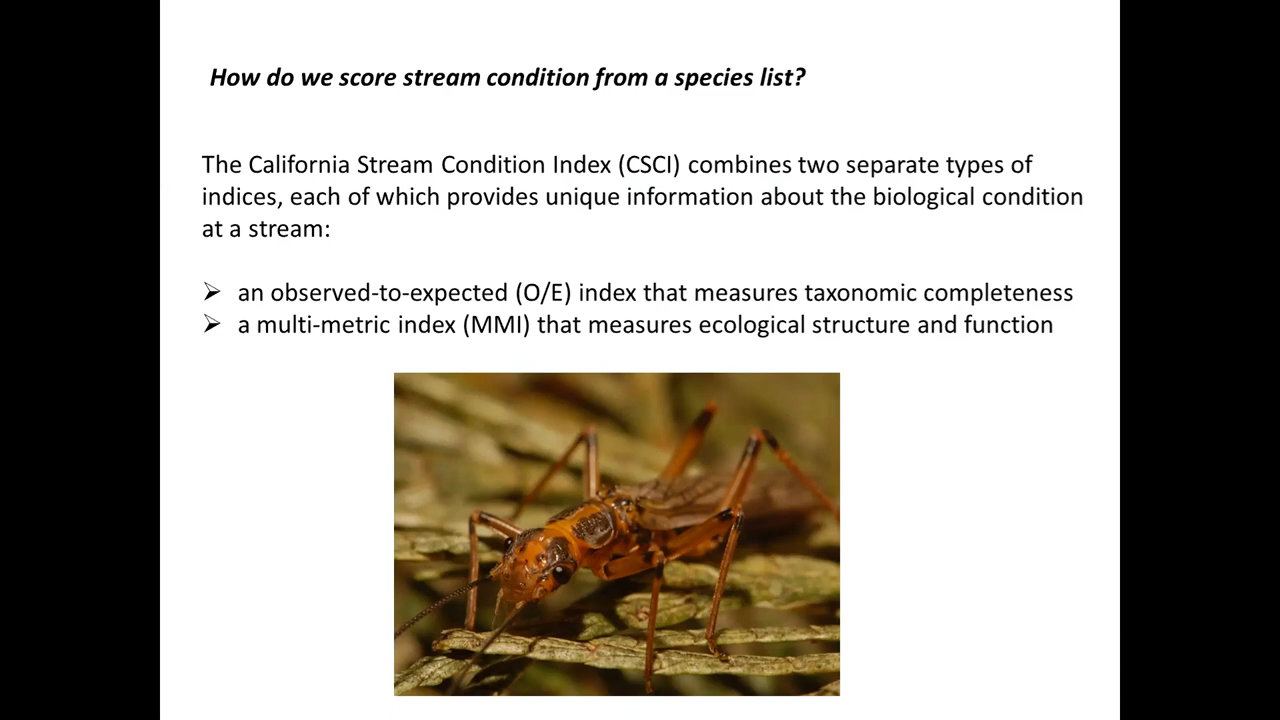 How do we score stream condition from a species list?
The California Stream Condition Index (CSCI) combines two separate types of
indices, each of which provides unique information about the biological condition
at a stream:
➢ an observed-to-expected (O/E) index that measures taxonomic completeness
➢ a multi-metric index (MMI) that measures ecological structure and function